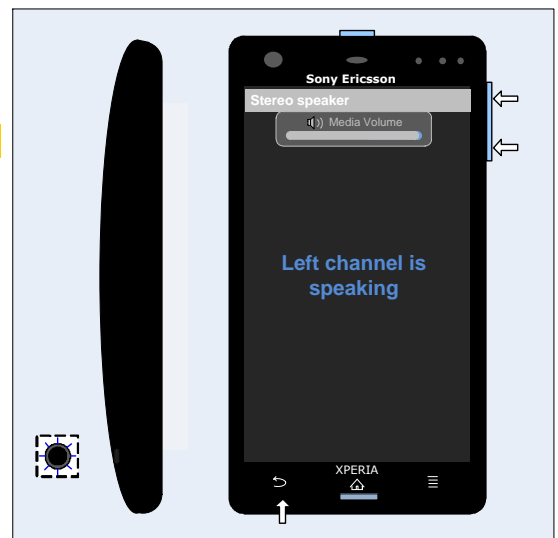 Sony Ericsson
Stereo speaker
Media Volume
Left channel is
speaking
XPERIA